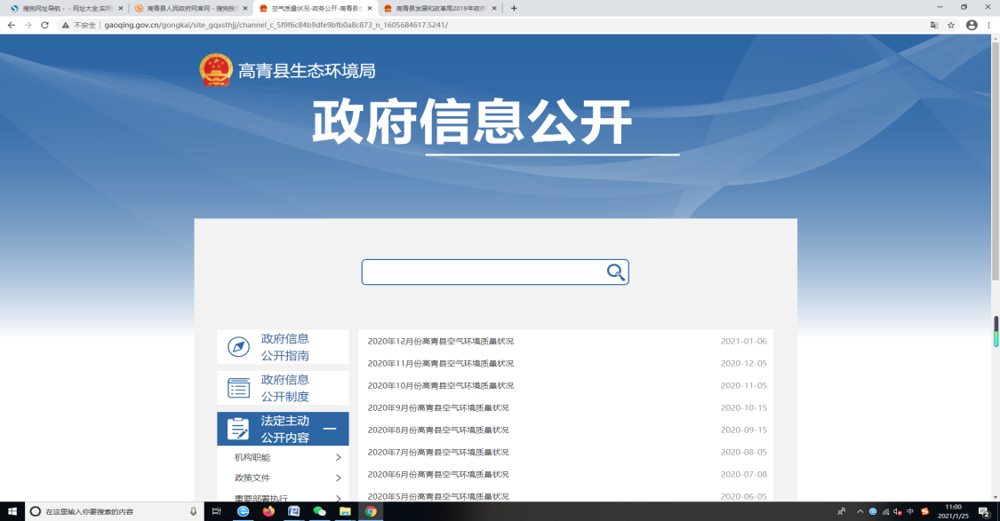 搜狗网址导航 - - 网址大全,实用
高青县人民政府网官网 - 搜狗搜
空气质量状况-政务公开-高青县
高青县发展和改革局2019年政府
不安全 | gaoqing.gov.cn/gongkai/site_gqxsthjj/channel_c_5f9f6c84b9dfe9bfb0a8c873_n_1605684617.5241/
高青县生态环境局
政府信息公开
政府信息
公开指南
政府信息
公开制度
法定主动
公开内容
机构职能
政策文件
重要部署执行
2020年12月份高青县空气环境质量状况 2021-01-06
2020年11月份高青县空气环境质量状况 2020-12-05
2020年10月份高青县空气环境质量状况 2020-11-05
2020年9月份高青县空气环境质量状况 2020-10-15
2020年8月份高青县空气环境质量状况 2020-09-15
2020年7月份高青县空气环境质量状况 2020-08-05
2020年6月份高青县空气环境质量状况 2020-07-08
2020年5月份高青县空气环境质量状况 2020-06-05
在这里输入你要搜索的内容
中
11:00
2021/1/25
2